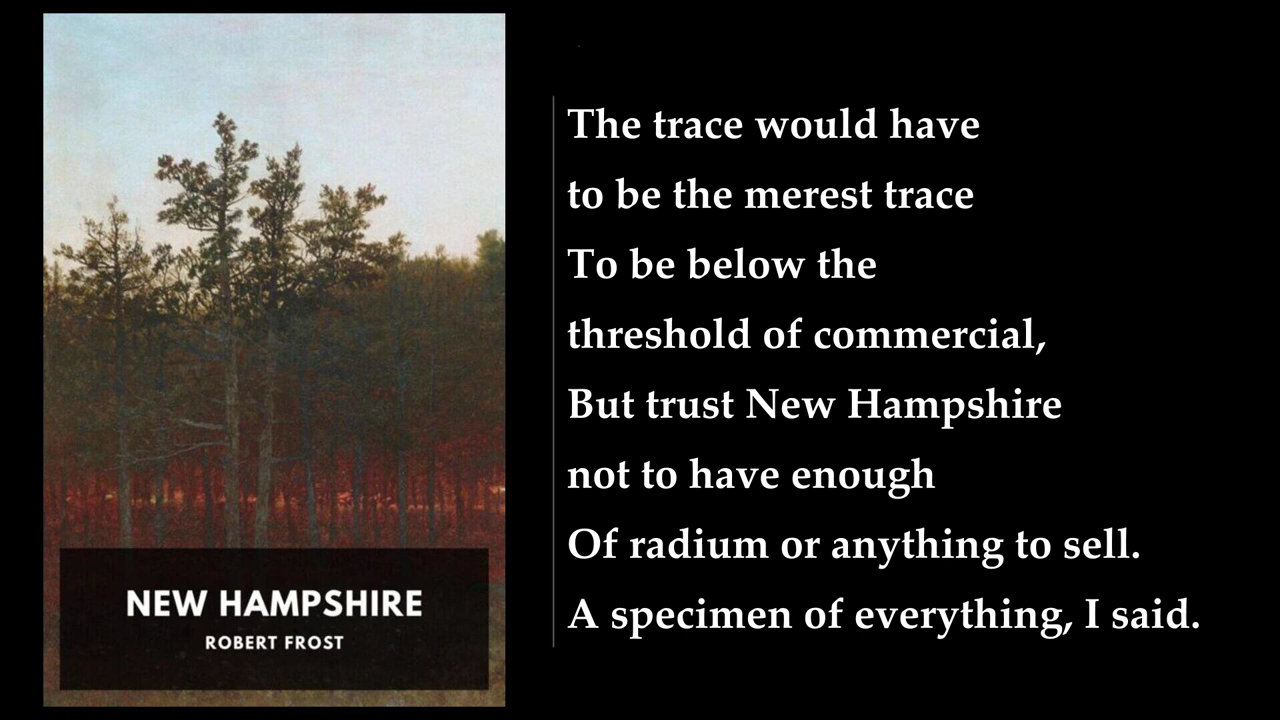 NEW HAMPSHIRE
ROBERT FROST
The trace would have
to be the merest trace
To be below the
threshold of commercial,
But trust New Hampshire
not to have enough
Of radium or anything to sell.
A specimen of everything, I said.